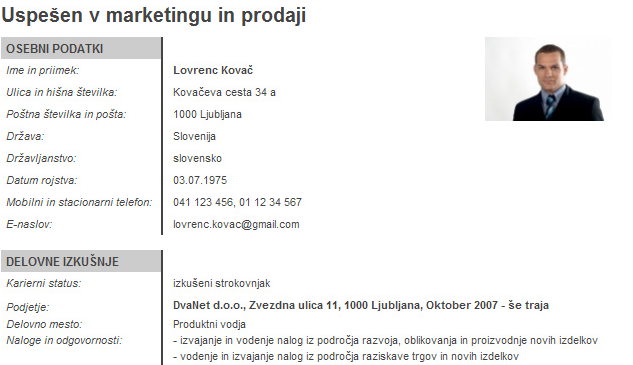 Uspešen v marketingu in prodaji
OSEBNI PODATKI
Ime in priimek: Lovrenc Kovač
Ulica in hišna številka: Kovačeva cesta 34 a
Poštna številka in pošta: 1000 Ljubljana
Država: Slovenija
Državljanstvo: slovensko
Datum rojstva: 03.07.1975
Mobilni in stacionarni telefon: 041 123 456, 01 12 34 567
E-naslov: lovrenc.kovac@gmail.com
DELOVNE IZKUŠNJE
Karierni status: izkušeni strokovnjak
Podjetje: DvaNet d.o.o., Zvezdna ulica 11, 1000 Ljubljana, Oktober 2007 - še traja
Delovno mesto: Produktni vodja
Naloge in odgovornosti: - izvajanje in vodenje nalog iz področja razvoja, oblikovanja in proizvodnje novih izdelkov
- vodenje in izvajanje nalog iz področja raziskave trgov in novih izdelkov